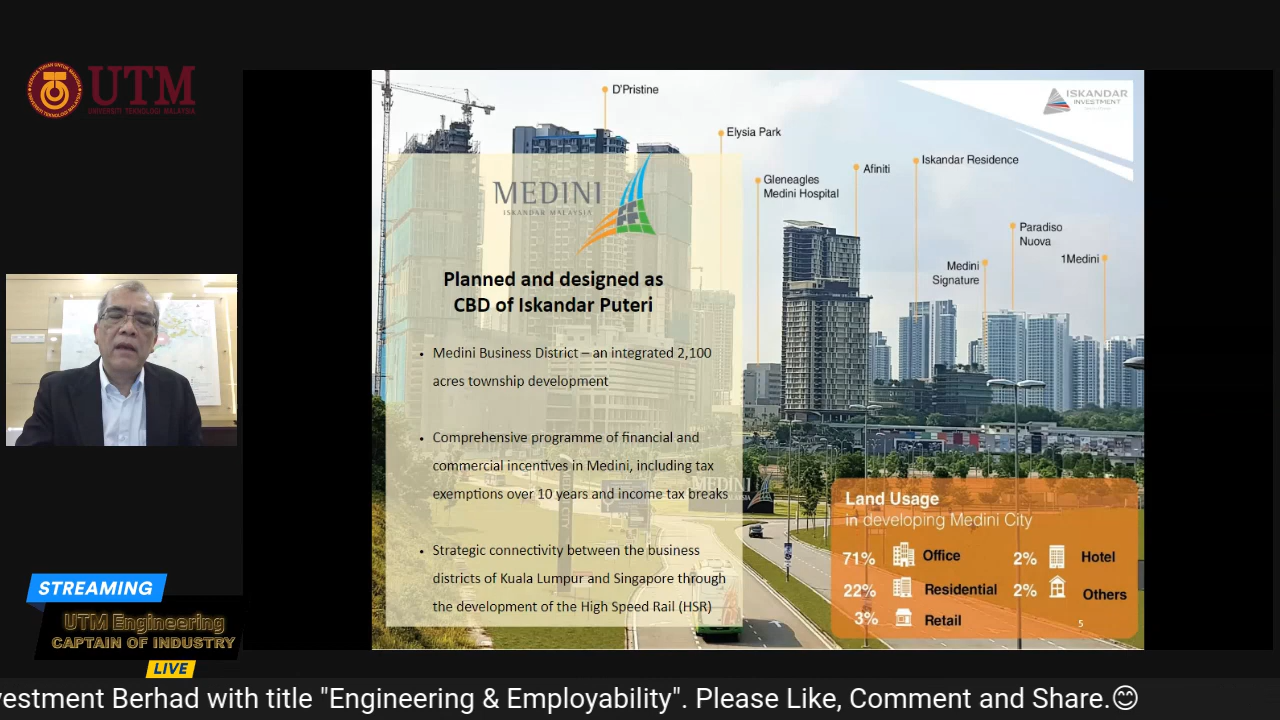 UTM
UNIVERSITI TEKNOLOGI MALAYSIA
D'Pristine
Elysia Park
Gleneagles
Medini Hospital
Afiniti
Iskandar Residence
Paradiso
Nuova
Medini
Signature
1Medini
ISKANDAR
INVESTMENT
MEDINI
ISKANDAR MALAYSIA
Planned and designed as
CBD of Iskandar Puteri
• Medini Business District – an integrated 2,100
acres township development
• Comprehensive programme of financial and
commercial incentives in Medini, including tax
exemptions over 10 years and income tax breaks
• Strategic connectivity between the business
districts of Kuala Lumpur and Singapore through
the development of the High Speed Rail (HSR)
MEDINI
Land Usage
in developing Medini City
71% Office
22% Residential
3% Retail
2% Hotel
2% Others
5
STREAMING
UTM Engineering
CAPTAIN OF INDUSTRY
LIVE
vestment Berhad with title "Engineering & Employability". Please Like, Comment and Share.😊